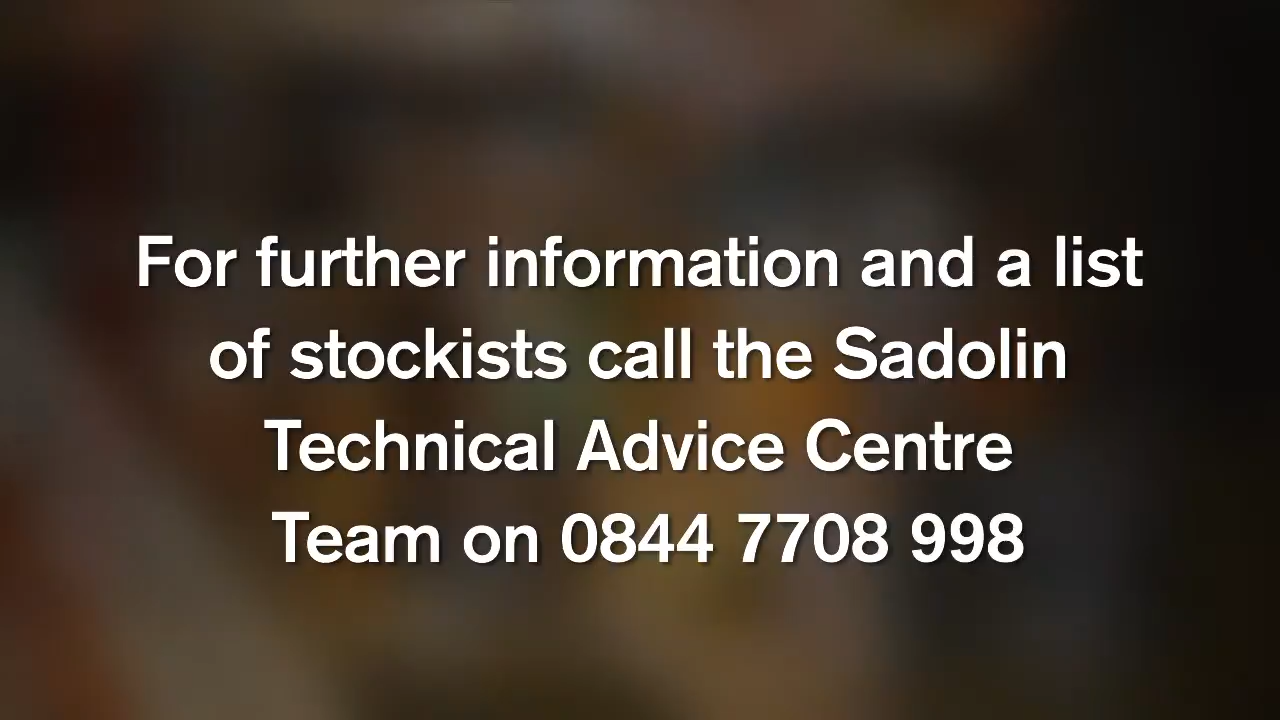 For further information and a list
of stockists call the Sadolin
Technical Advice Centre
Team on 0844 7708 998